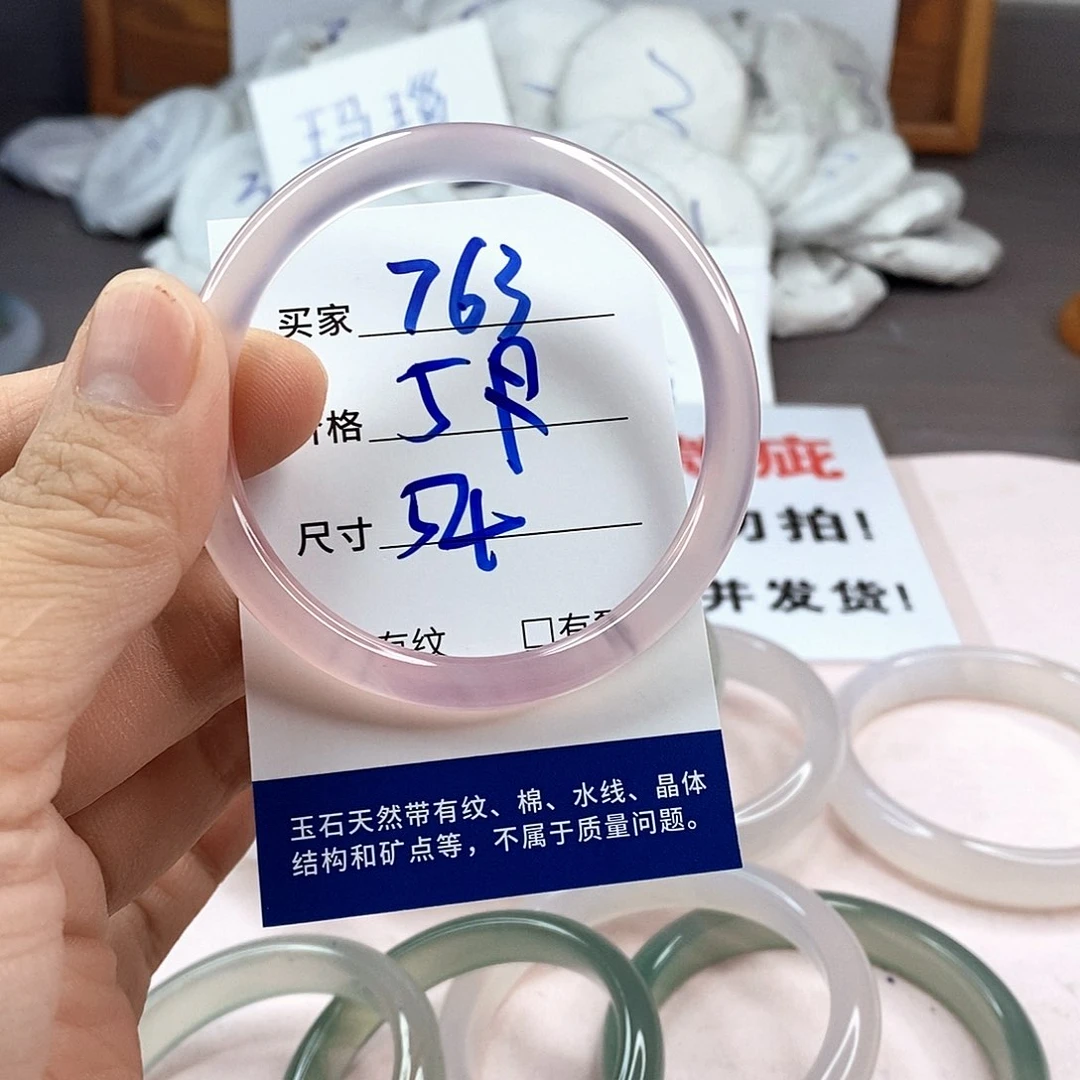 玛瑙
买家 763
格 5
尺寸 54
有纹 □有
玉石天然带有纹、棉、水线、晶体
结构和矿点等，不属于质量问题。
疵
勿拍!
并发货!